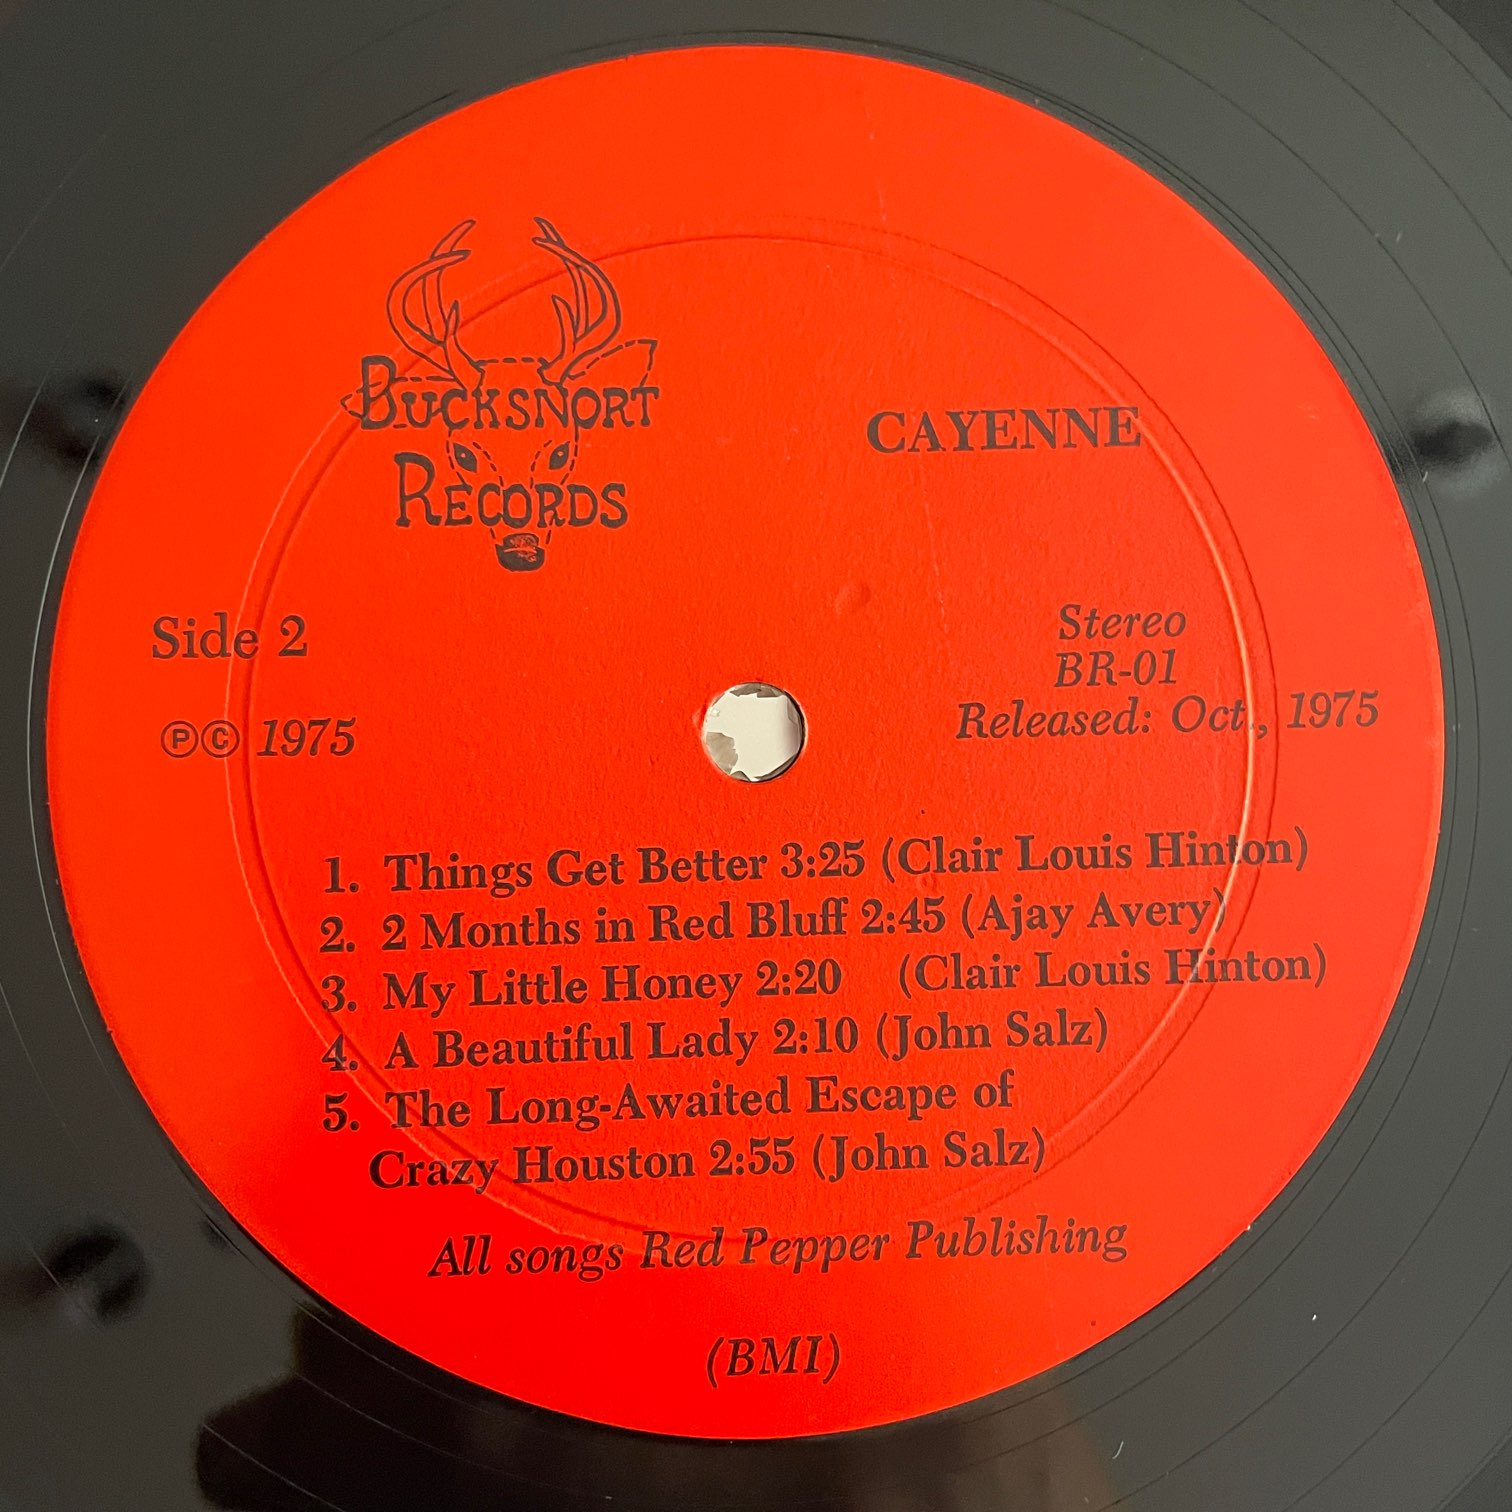 BUCKSNORT
RECORDS
CAYENNE
Side 2
Ⓟ© 1975
Stereo
BR-01
Released: Oct., 1975
1. Things Get Better 3:25 (Clair Louis Hinton)
2. 2 Months in Red Bluff 2:45 (Ajay Avery)
3. My Little Honey 2:20 (Clair Louis Hinton)
4. A Beautiful Lady 2:10 (John Salz)
5. The Long-Awaited Escape of
Crazy Houston 2:55 (John Salz)
All songs Red Pepper Publishing
(BMI)